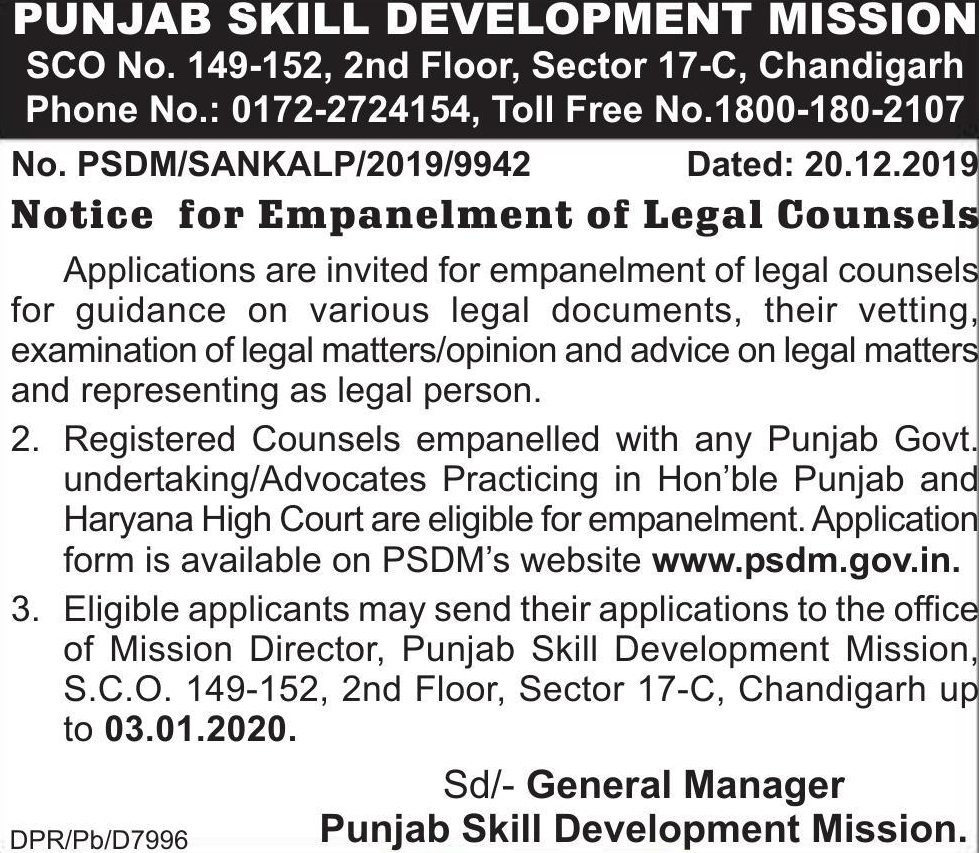 PUNJAB SKILL DEVELOPMENT MISSION
SCO No. 149-152, 2nd Floor, Sector 17-C, Chandigarh
Phone No.: 0172-2724154, Toll Free No.1800-180-2107
No. PSDM/SANKALP/2019/9942 Dated: 20.12.2019
Notice for Empanelment of Legal Counsels
Applications are invited for empanelment of legal counsels
for guidance on various legal documents, their vetting,
examination of legal matters/opinion and advice on legal matters
and representing as legal person.
2. Registered Counsels empanelled with any Punjab Govt.
undertaking/Advocates Practicing in Hon'ble Punjab and
Haryana High Court are eligible for empanelment. Application
form is available on PSDM's website www.psdm.gov.in.
3. Eligible applicants may send their applications to the office
of Mission Director, Punjab Skill Development Mission,
S.C.O. 149-152, 2nd Floor, Sector 17-C, Chandigarh up
to 03.01.2020.
Sd/- General Manager
Punjab Skill Development Mission.
DPR/Pb/D7996